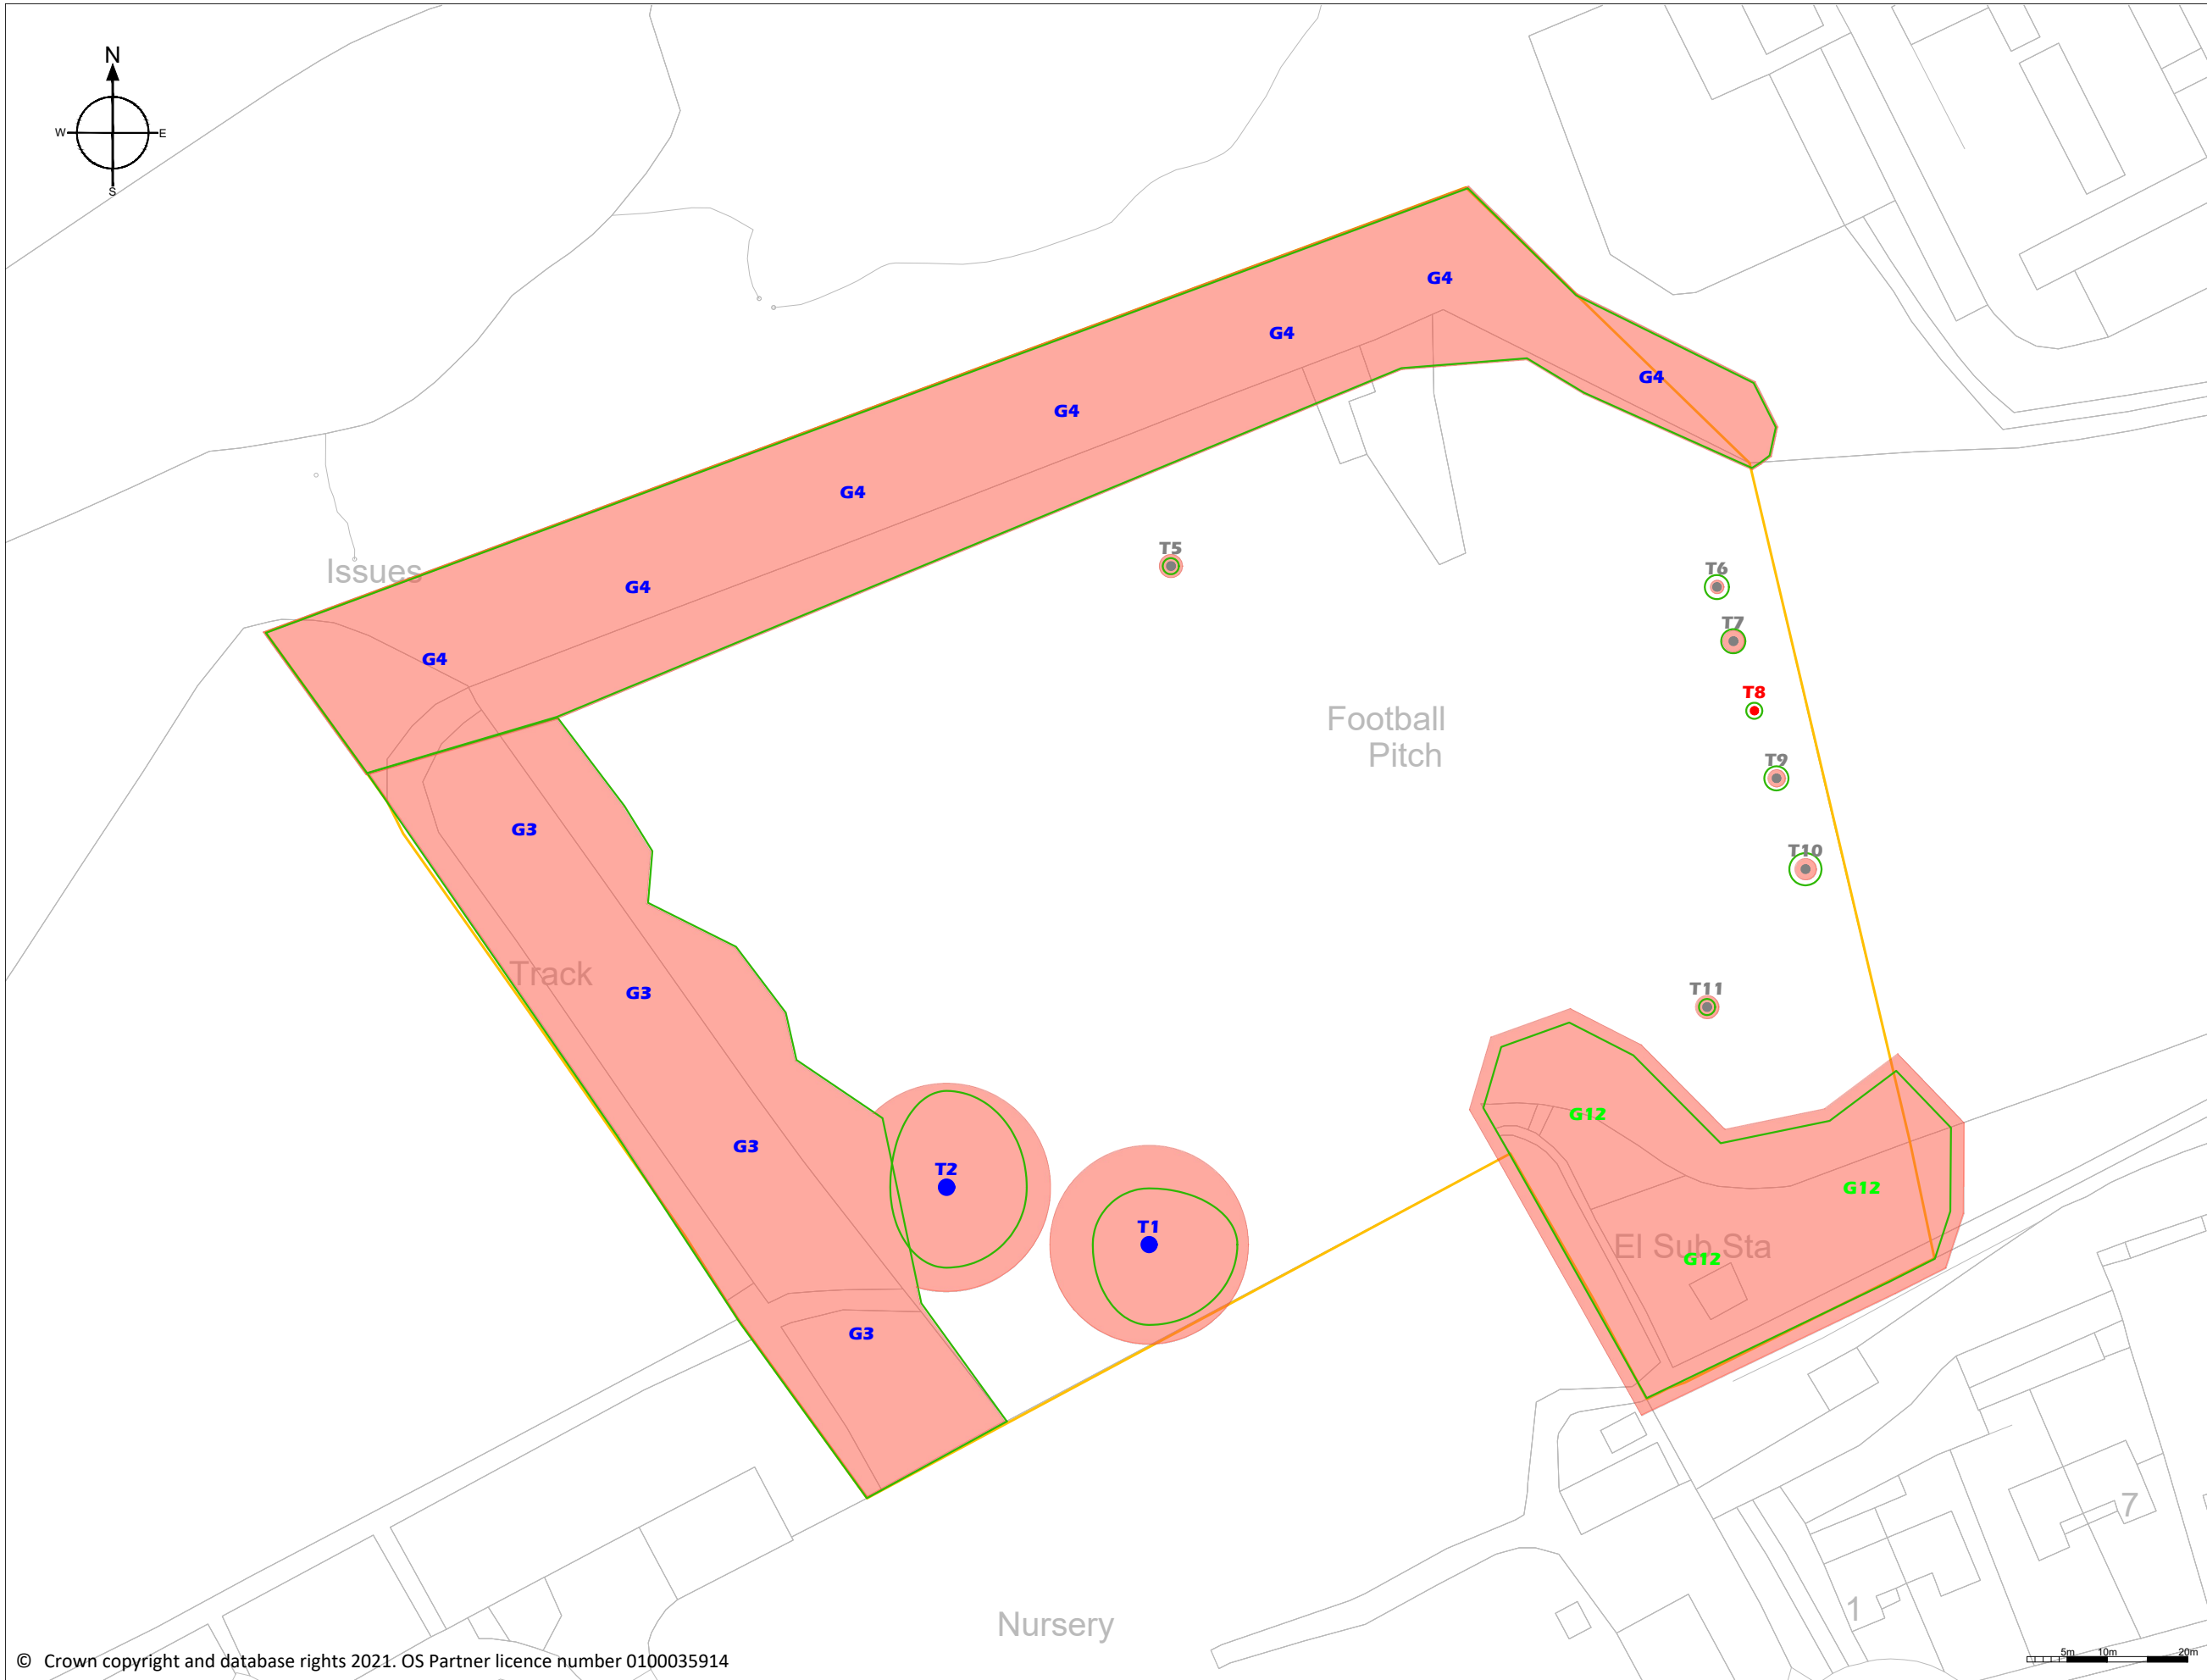 N
W
E
S
G4
G4
G4
G4
G4
G4
G4
T5
T6
Issues
T7
T8
Football
Pitch
T9
G3
T10
Track
G3
T11
G12
G3
T2
G12
T1
El Sub Sta
G12
G3
7
1
Nursery
5m 10m 20m
© Crown copyright and database rights 2021. OS Partner licence number 0100035914